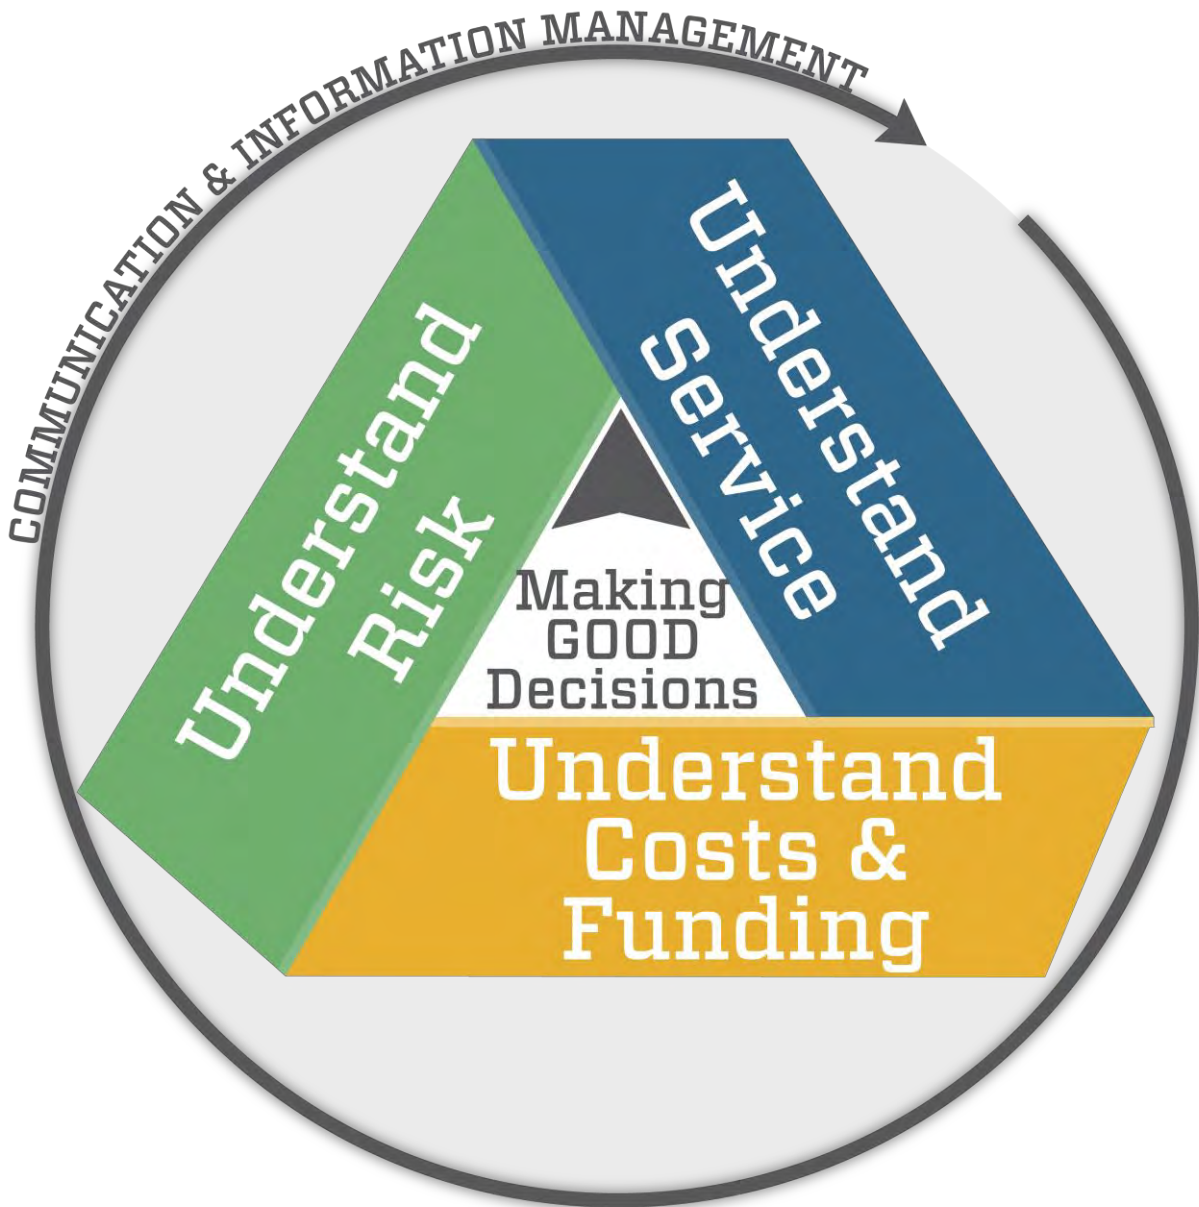 COMMUNICATION & INFORMATION MANAGEMENT
Understand
Risk
Understand
Service
Making
GOOD
Decisions
Understand
Costs &
Funding